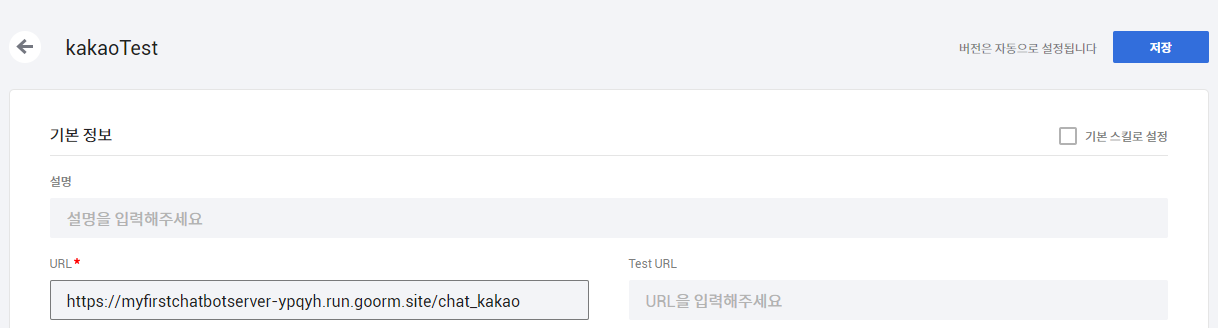 kakaoTest
버전은 자동으로 설정됩니다
저장
기본 정보
기본 스킬로 설정
설명
설명을 입력해주세요
URL*
Test URL
https://myfirstchatbotserver-ypqyh.run.goorm.site/chat_kakao
URL을 입력해주세요